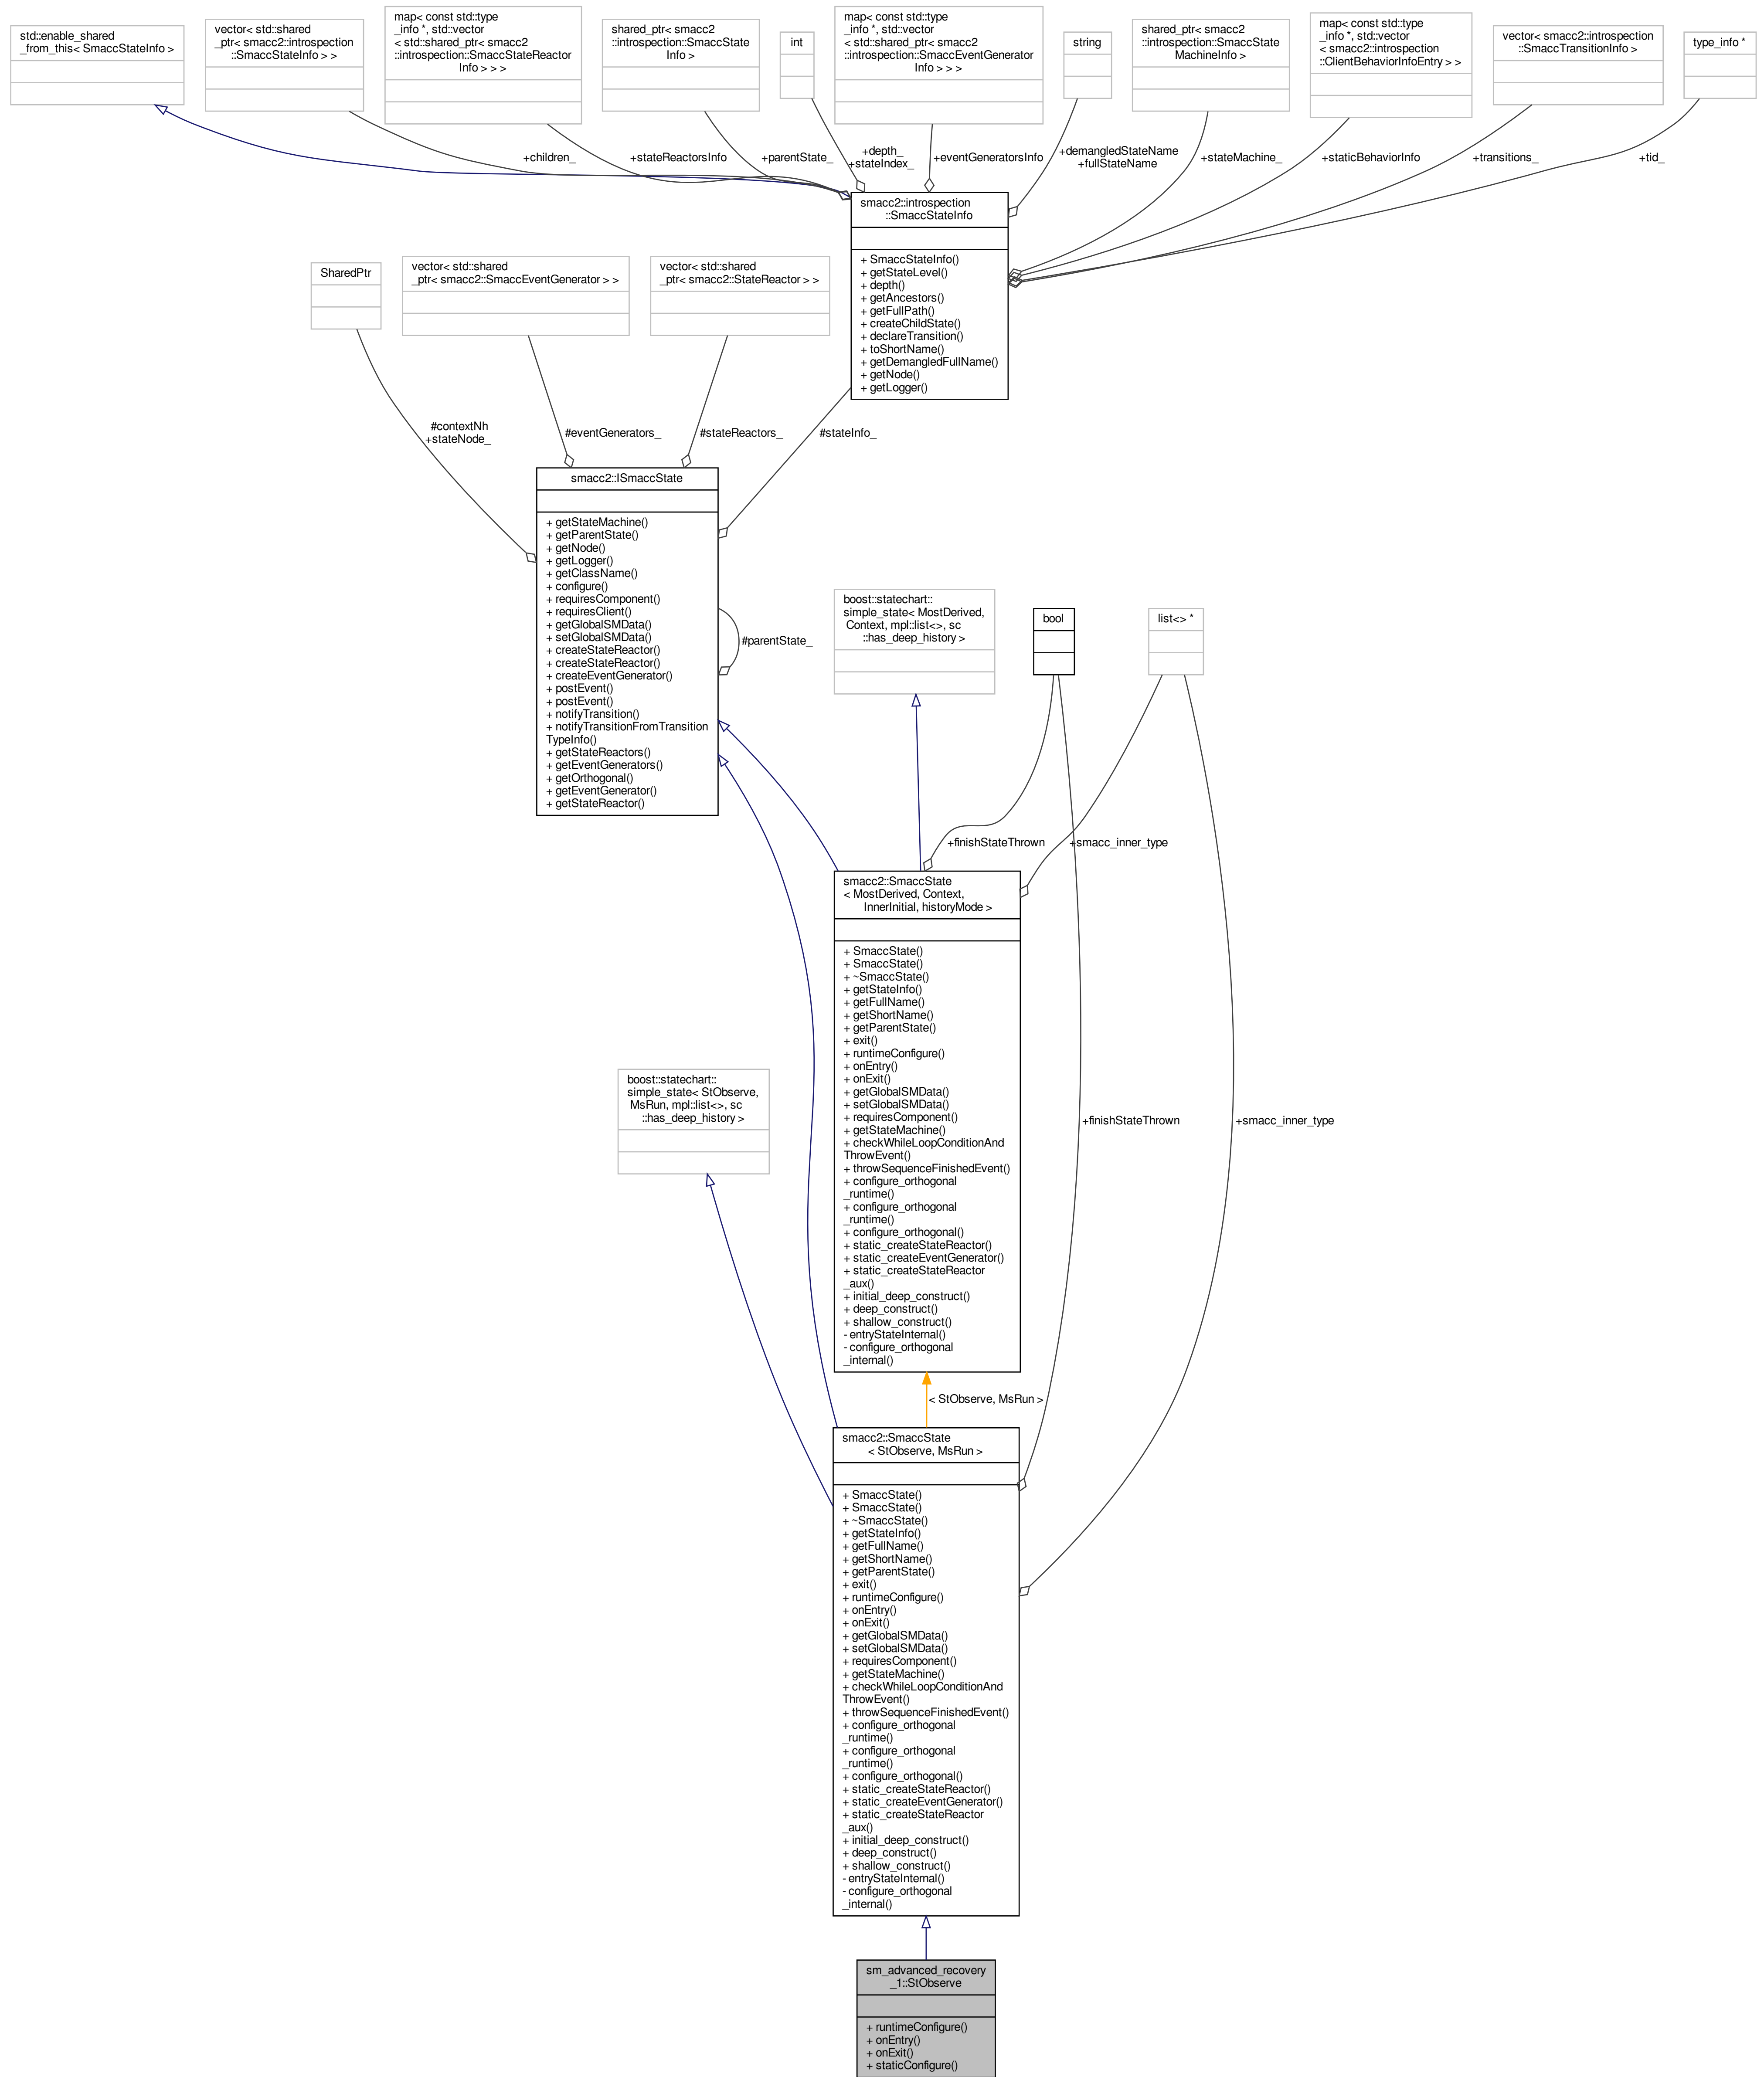 std::enable_shared
_from_this< SmaccStateInfo >
vector< std::shared
_ptr< smacc2::introspection
::SmaccStateInfo > >
map< const std::type
_info *, std::vector
< std::shared_ptr< smacc2
::introspection::SmaccStateReactor
Info > > >
shared_ptr< smacc2
::introspection::SmaccState
Info >
int
map< const std::type
_info *, std::vector
< std::shared_ptr< smacc2
::introspection::SmaccEventGenerator
Info > > >
string
shared_ptr< smacc2
::introspection::SmaccState
MachineInfo >
map< const std::type
_info *, std::vector
< smacc2::introspection
::ClientBehaviorInfoEntry > >
vector< smacc2::introspection
::SmaccTransitionInfo >
type_info *
+children_
+stateReactorsInfo
+parentState_
+depth_
+stateIndex_
+eventGeneratorsInfo
+demangledStateName
+fullStateName
+stateMachine_
+staticBehaviorInfo
+transitions_
+tid_
smacc2::introspection
::SmaccStateInfo
+ SmaccStateInfo()
+ getStateLevel()
+ depth()
+ getAncestors()
+ getFullPath()
+ createChildState()
+ declareTransition()
+ toShortName()
+ getDemangledFullName()
+ getNode()
+ getLogger()
SharedPtr
vector< std::shared
_ptr< smacc2::SmaccEventGenerator > >
vector< std::shared
_ptr< smacc2::StateReactor > >
#contextNh
+stateNode_
#eventGenerators_
#stateReactors_
#stateInfo_
smacc2::ISmaccState
+ getStateMachine()
+ getParentState()
+ getNode()
+ getLogger()
+ getClassName()
+ configure()
+ requiresComponent()
+ requiresClient()
+ getGlobalSMData()
+ setGlobalSMData()
+ createStateReactor()
+ createStateReactor()
+ createEventGenerator()
+ postEvent()
+ postEvent()
+ notifyTransition()
+ notifyTransitionFromTransition
TypeInfo()
+ getStateReactors()
+ getEventGenerators()
+ getOrthogonal()
+ getEventGenerator()
+ getStateReactor()
#parentState_
boost::statechart::
simple_state< MostDerived,
Context, mpl::list<>, sc
::has_deep_history >
bool
list<> *
+finishStateThrown
+smacc_inner_type
smacc2::SmaccState
< MostDerived, Context,
InnerInitial, historyMode >
+ SmaccState()
+ SmaccState()
+ ~SmaccState()
+ getStateInfo()
+ getFullName()
+ getShortName()
+ getParentState()
+ exit()
+ runtimeConfigure()
+ onEntry()
+ onExit()
+ getGlobalSMData()
+ setGlobalSMData()
+ requiresComponent()
+ getStateMachine()
+ checkWhileLoopConditionAnd
ThrowEvent()
+ throwSequenceFinishedEvent()
+ configure_orthogonal
_runtime()
+ configure_orthogonal
_runtime()
+ configure_orthogonal()
+ static_createStateReactor()
+ static_createEventGenerator()
+ static_createStateReactor
_aux()
+ initial_deep_construct()
+ deep_construct()
+ shallow_construct()
- entryStateInternal()
- configure_orthogonal
_internal()
boost::statechart::
simple_state< StObserve,
MsRun, mpl::list<>, sc
::has_deep_history >
+finishStateThrown
+smacc_inner_type
< StObserve, MsRun >
smacc2::SmaccState
< StObserve, MsRun >
+ SmaccState()
+ SmaccState()
+ ~SmaccState()
+ getStateInfo()
+ getFullName()
+ getShortName()
+ getParentState()
+ exit()
+ runtimeConfigure()
+ onEntry()
+ onExit()
+ getGlobalSMData()
+ setGlobalSMData()
+ requiresComponent()
+ getStateMachine()
+ checkWhileLoopConditionAnd
ThrowEvent()
+ throwSequenceFinishedEvent()
+ configure_orthogonal
_runtime()
+ configure_orthogonal
_runtime()
+ configure_orthogonal()
+ static_createStateReactor()
+ static_createEventGenerator()
+ static_createStateReactor
_aux()
+ initial_deep_construct()
+ deep_construct()
+ shallow_construct()
- entryStateInternal()
- configure_orthogonal
_internal()
sm_advanced_recovery
_1::StObserve
+ runtimeConfigure()
+ onEntry()
+ onExit()
+ staticConfigure()